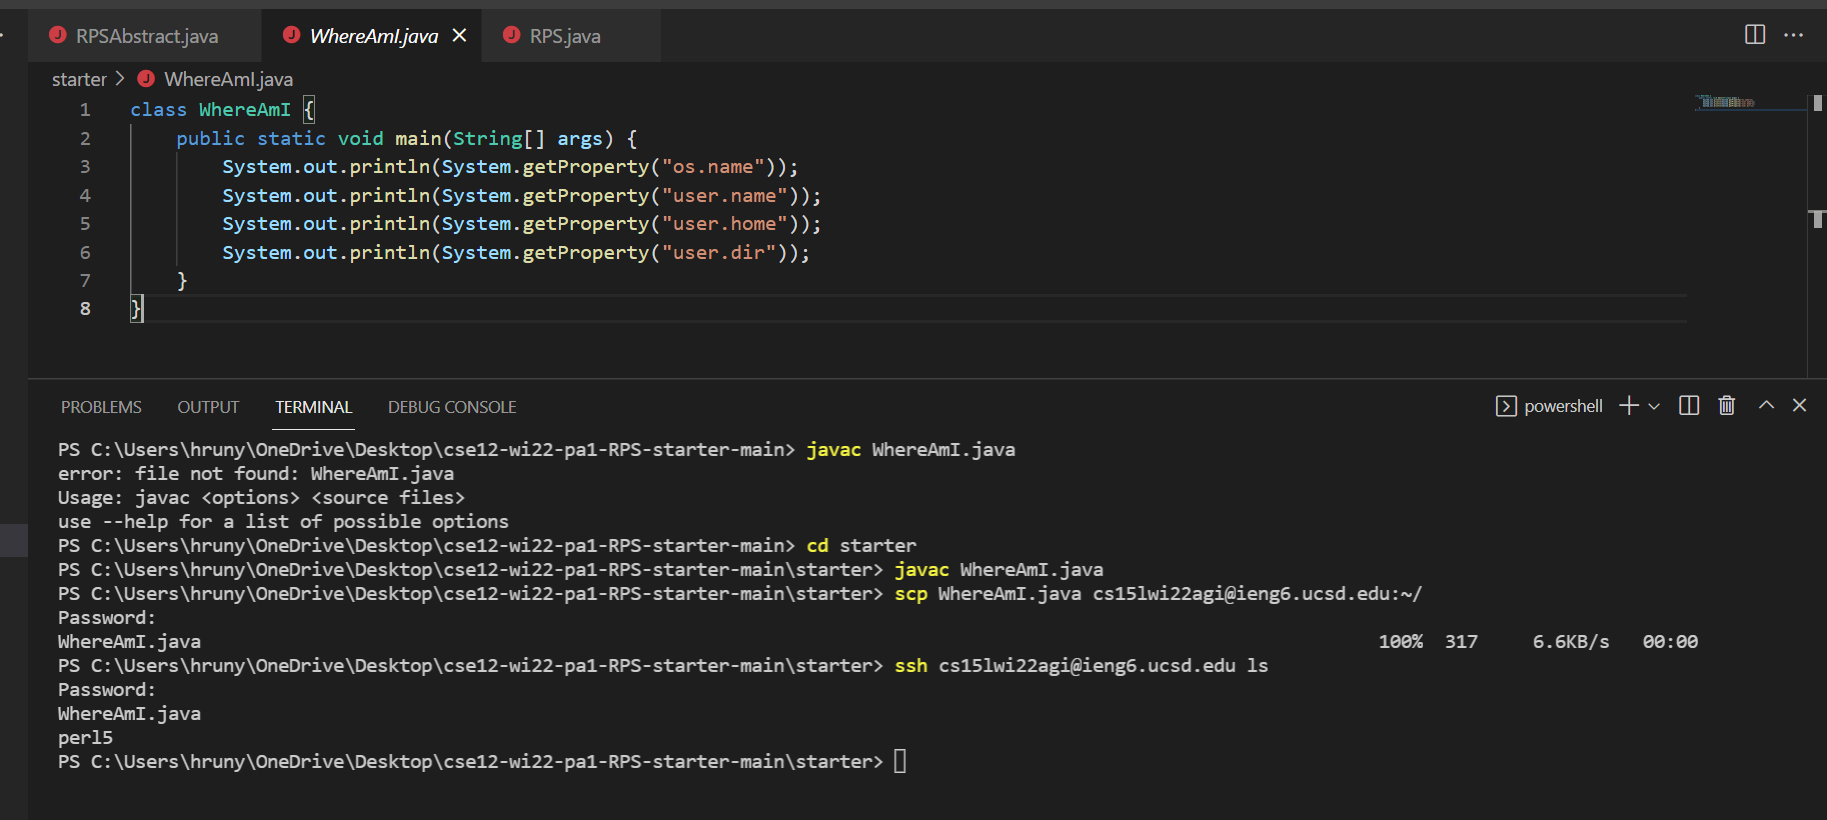 RPSAbstract.java WhereAmI.java RPS.java
starter > WhereAmI.java
1 class WhereAmI {
2     public static void main(String[] args) {
3         System.out.println(System.getProperty("os.name"));
4         System.out.println(System.getProperty("user.name"));
5         System.out.println(System.getProperty("user.home"));
6         System.out.println(System.getProperty("user.dir"));
7     }
8 }
PROBLEMS OUTPUT TERMINAL DEBUG CONSOLE powershell
PS C:\Users\hruny\OneDrive\Desktop\cse12-wi22-pa1-RPS-starter-main> javac WhereAmI.java
error: file not found: WhereAmI.java
Usage: javac <options> <source files>
use --help for a list of possible options
PS C:\Users\hruny\OneDrive\Desktop\cse12-wi22-pa1-RPS-starter-main> cd starter
PS C:\Users\hruny\OneDrive\Desktop\cse12-wi22-pa1-RPS-starter-main\starter> javac WhereAmI.java
PS C:\Users\hruny\OneDrive\Desktop\cse12-wi22-pa1-RPS-starter-main\starter> scp WhereAmI.java cs15lwi22agi@ieng6.ucsd.edu:~/
Password:
WhereAmI.java 100% 317 6.6KB/s 00:00
PS C:\Users\hruny\OneDrive\Desktop\cse12-wi22-pa1-RPS-starter-main\starter> ssh cs15lwi22agi@ieng6.ucsd.edu ls
Password:
WhereAmI.java
perl5
PS C:\Users\hruny\OneDrive\Desktop\cse12-wi22-pa1-RPS-starter-main\starter>